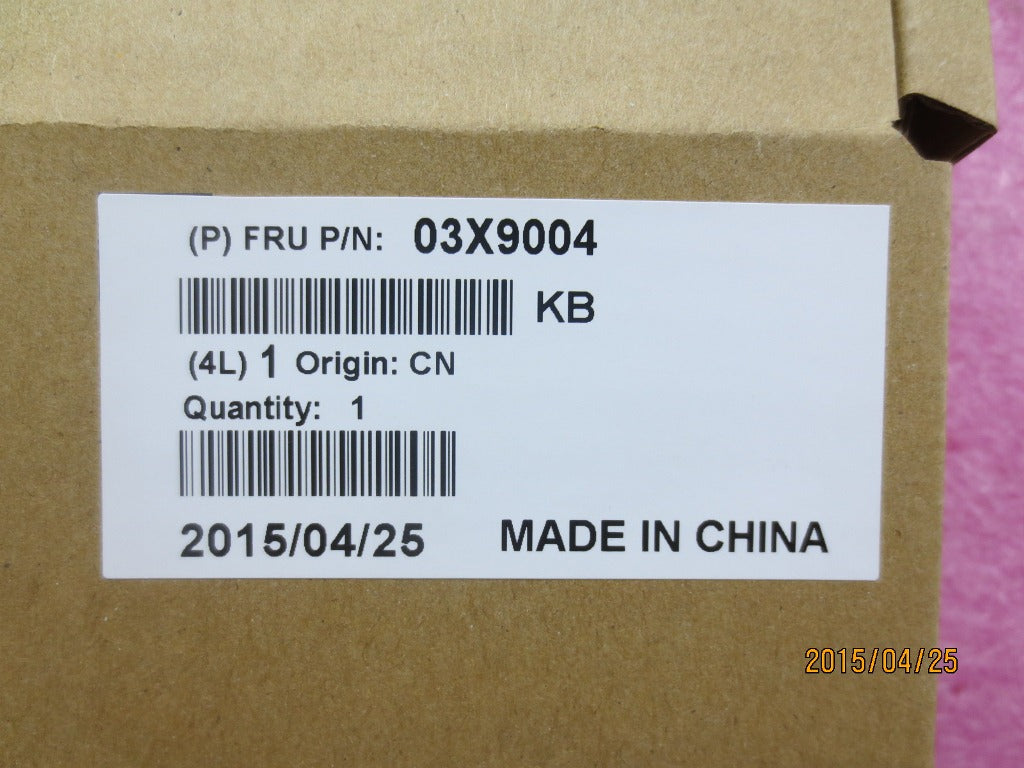 (P) FRU P/N: 03X9004
KB
(4L) 1 Origin: CN
Quantity: 1
2015/04/25 MADE IN CHINA
2015/04/25